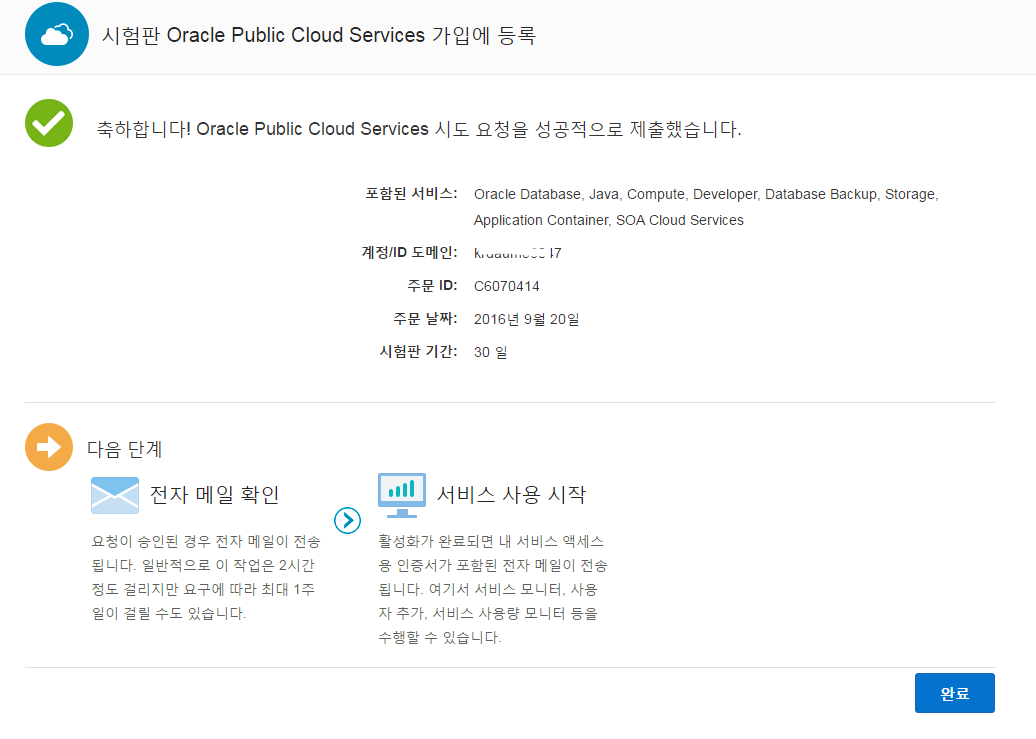 시험판 Oracle Public Cloud Services 가입에 등록
축하합니다! Oracle Public Cloud Services 시도 요청을 성공적으로 제출했습니다.
포함된 서비스: Oracle Database, Java, Compute, Developer, Database Backup, Storage,
Application Container, SOA Cloud Services
계정/ID 도메인:
주문 ID: C6070414
주문 날짜: 2016년 9월 20일
시험판 기간: 30 일
다음 단계
전자 메일 확인
요청이 승인된 경우 전자 메일이 전송
됩니다. 일반적으로 이 작업은 2시간
정도 걸리지만 요구에 따라 최대 1주
일이 걸릴 수도 있습니다.
서비스 사용 시작
활성화가 완료되면 내 서비스 액세스
용 인증서가 포함된 전자 메일이 전송
됩니다. 여기서 서비스 모니터, 사용
자 추가, 서비스 사용량 모니터 등을
수행할 수 있습니다.
완료